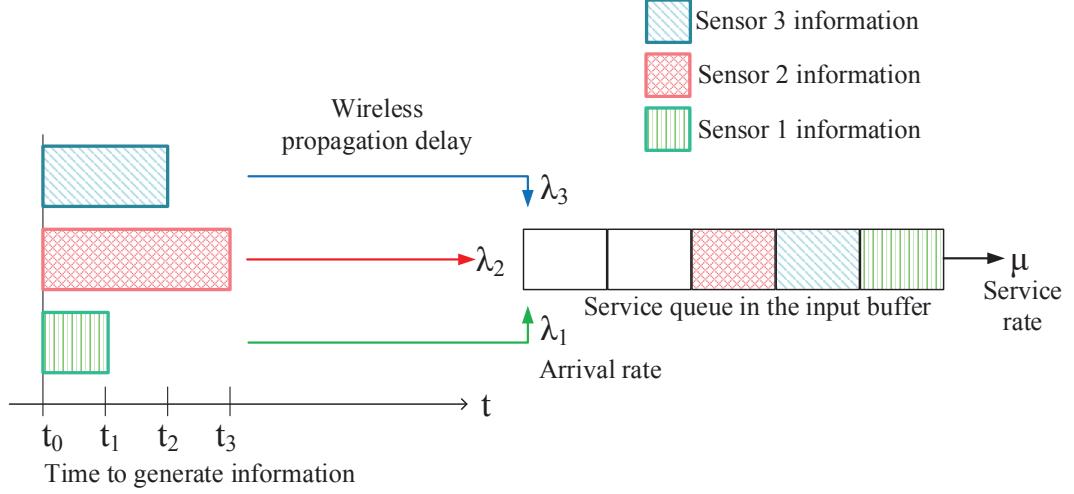 Sensor 3 information
Sensor 2 information
Sensor 1 information
Wireless
propagation delay
λ3
λ2
λ1
Arrival rate
Service queue in the input buffer
μ
Service
rate
t
t0 t1 t2 t3
Time to generate information